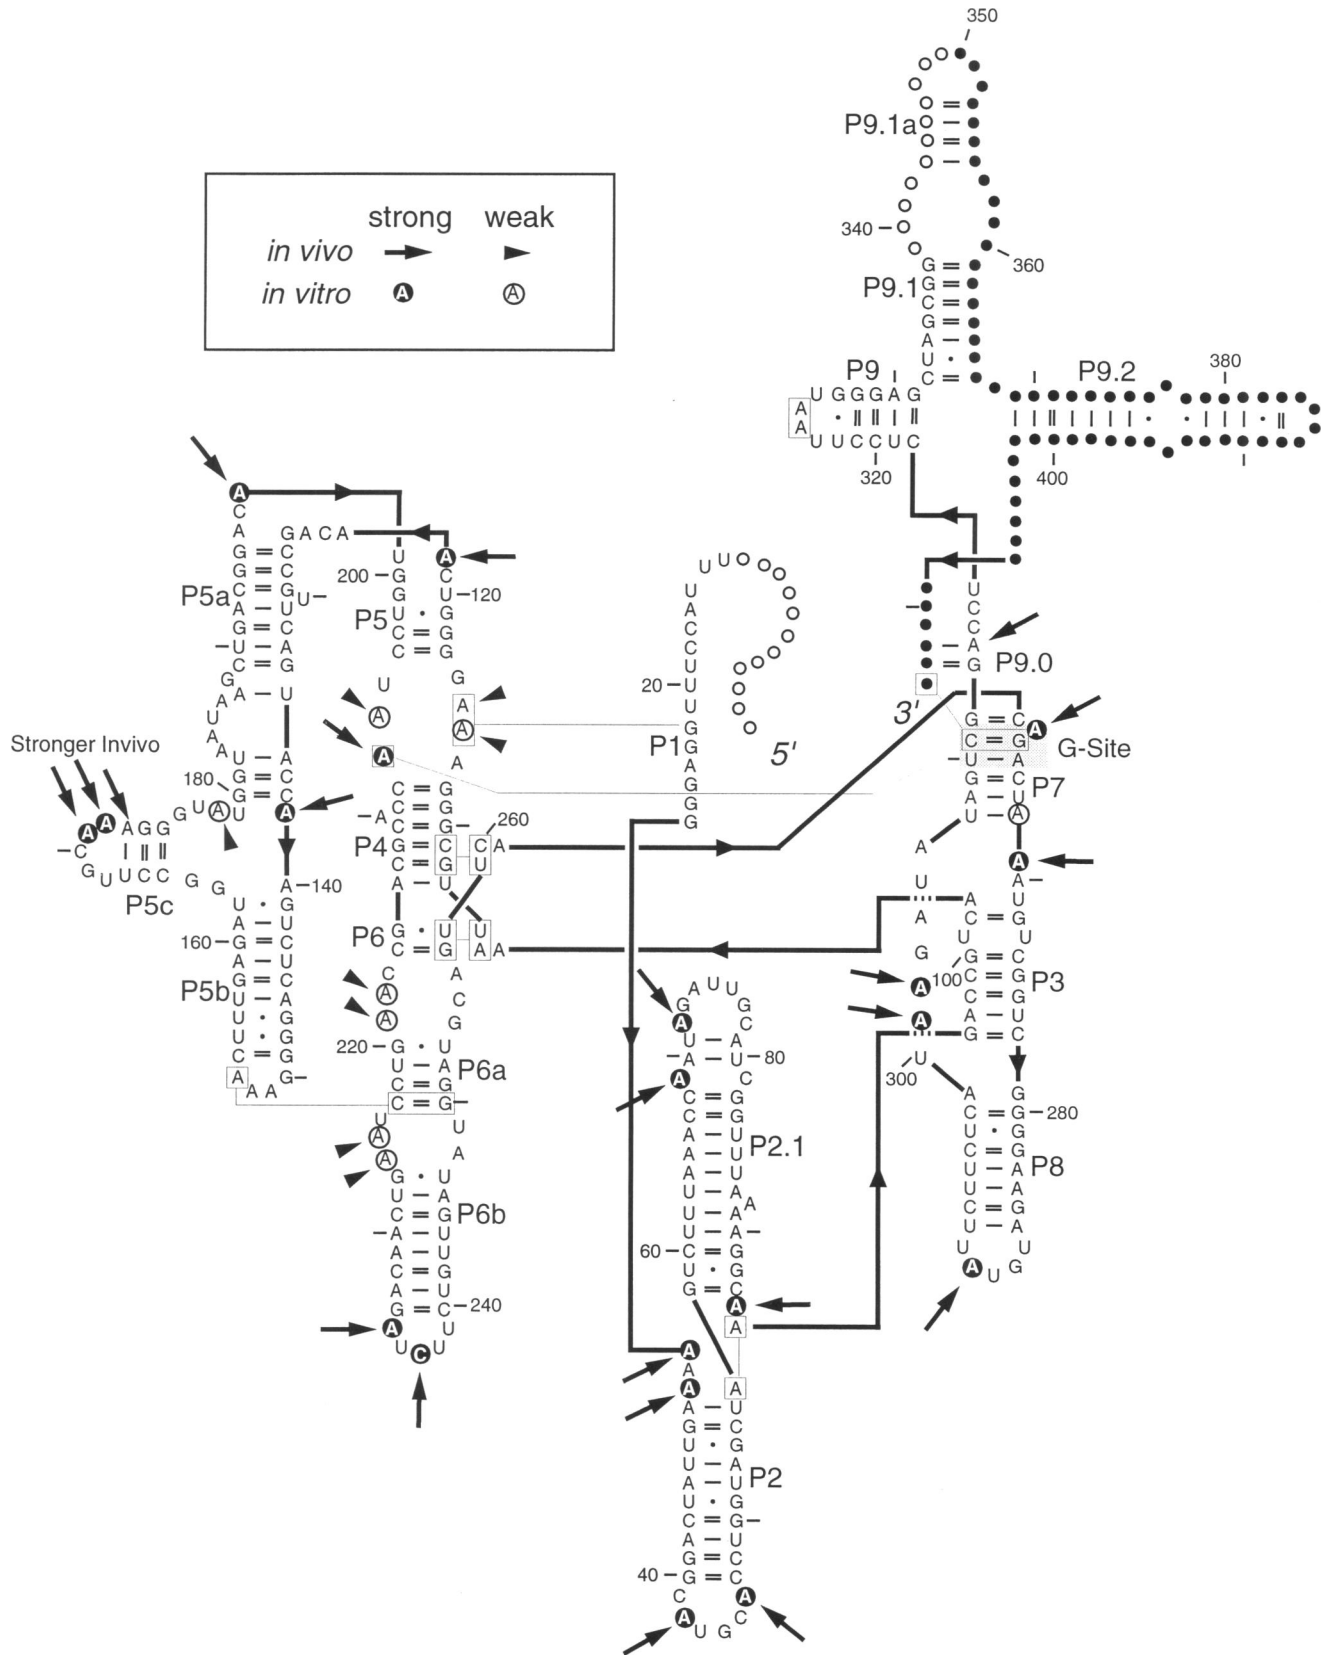 350
P9.1a
strong weak
in vivo
in vitro A A
340
360
P9.1
G G C G A U C
P9
P9.2
380
U G G G A G
A A
U U C C U C
320
400
A C A G G C A G U C
G A C A
G C C G U C A G U
U
P5a
200
U G G U C C
P5
A C U G G G
120
G A A A
U A A
G A
U A A
Stronger Invivo
180
U G G U
A C C A
A A A G G G U A
C G U U C C G G
P5c
A G U C U C A G G G G
140
U A G A G U U U C A
160
P5b
A A A
C C C G C A
P4
G G G C G U
260
C U A
P6
G C
U G
U A A
C A A
A C G
220
G U C C
U A G G
P6a
U A A
U A
G U C A A C A G
U A G U U G U C
P6b
240
A U C U U
U U
U A C C U U U
20
G G A G G G
P1
5'
U C C A G
P9.0
3'
G C U G A U
C G A C U A
A
G-Site
P7
A U A G A A U
300
A C U G C C A G
100
A A U G U C G G U C
P3
A C U C U U C U U
G G G G A A G A U
280
P8
A U G
G A U U G C A
A U A A
U C
80
C C A A A U U U C U G
60
G G U U U A A A G G C
A
P2.1
A A
A A A A G U U A U C A G G
A U C G A U G G U C C
P2
40
C A U G C A